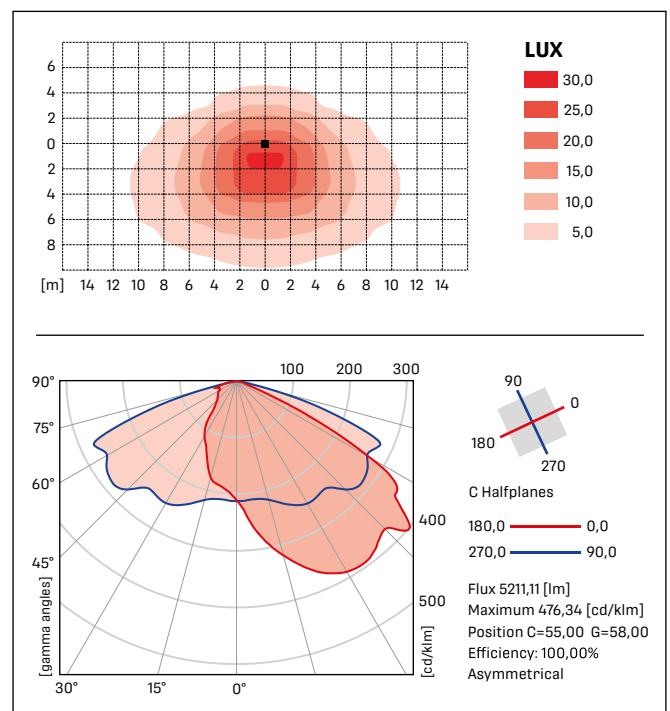 LUX
30,0
25,0
20,0
15,0
10,0
5,0
6
4
2
0
2
4
6
8
[m] 14 12 10 8 6 4 2 0 2 4 6 8 10 12 14
90° 100 200 300
75°
60°
45°
400
500
[gamma angles]
[cd/klm]
30° 15° 0°
90
0
180
270
C Halfplanes
180,0 0,0
270,0 90,0
Flux 5211,11 [lm]
Maximum 476,34 [cd/klm]
Position C=55,00 G=58,00
Efficiency: 100,00%
Asymmetrical